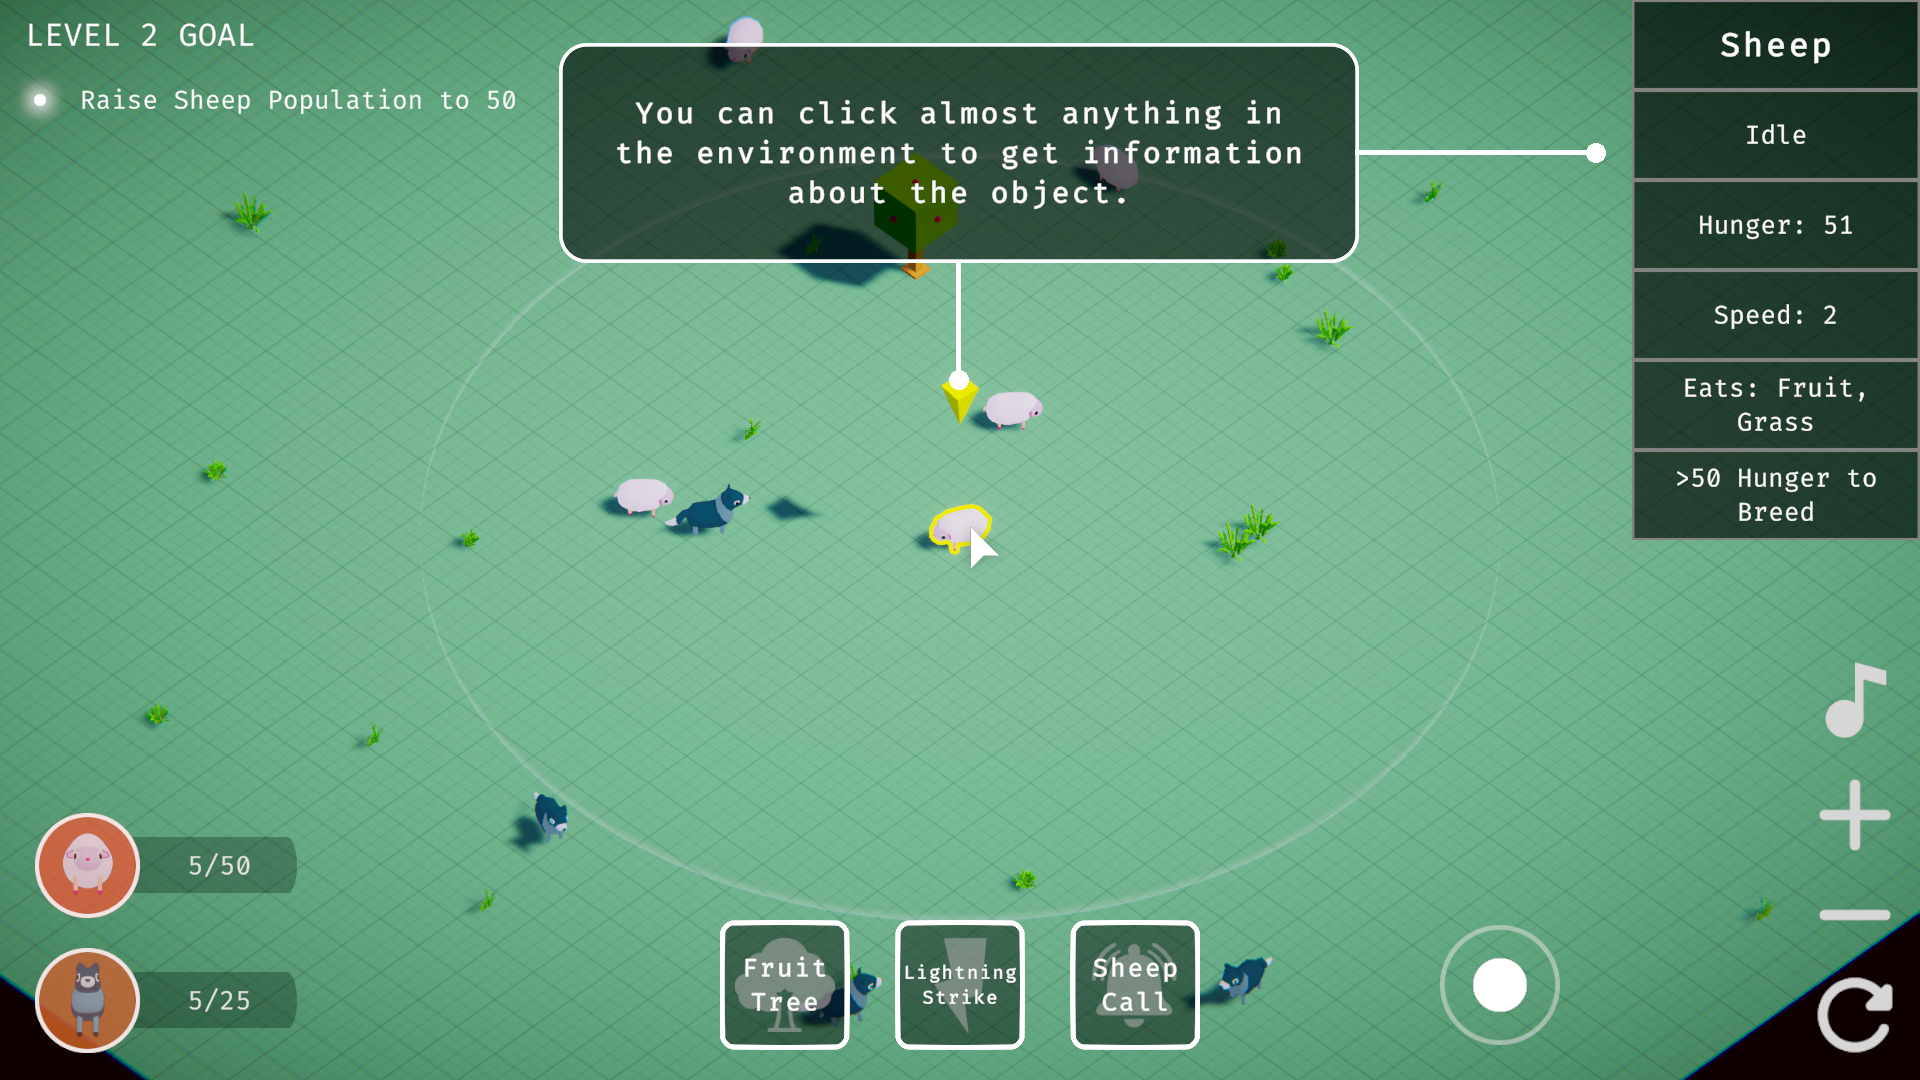 LEVEL 2 GOAL
Raise Sheep Population to 50
You can click almost anything in
the environment to get information
about the object.
Sheep
Idle
Hunger: 51
Speed: 2
Eats: Fruit,
Grass
>50 Hunger to
Breed
5/50
5/25
Fruit
Tree
Lightning
Strike
Sheep
Call